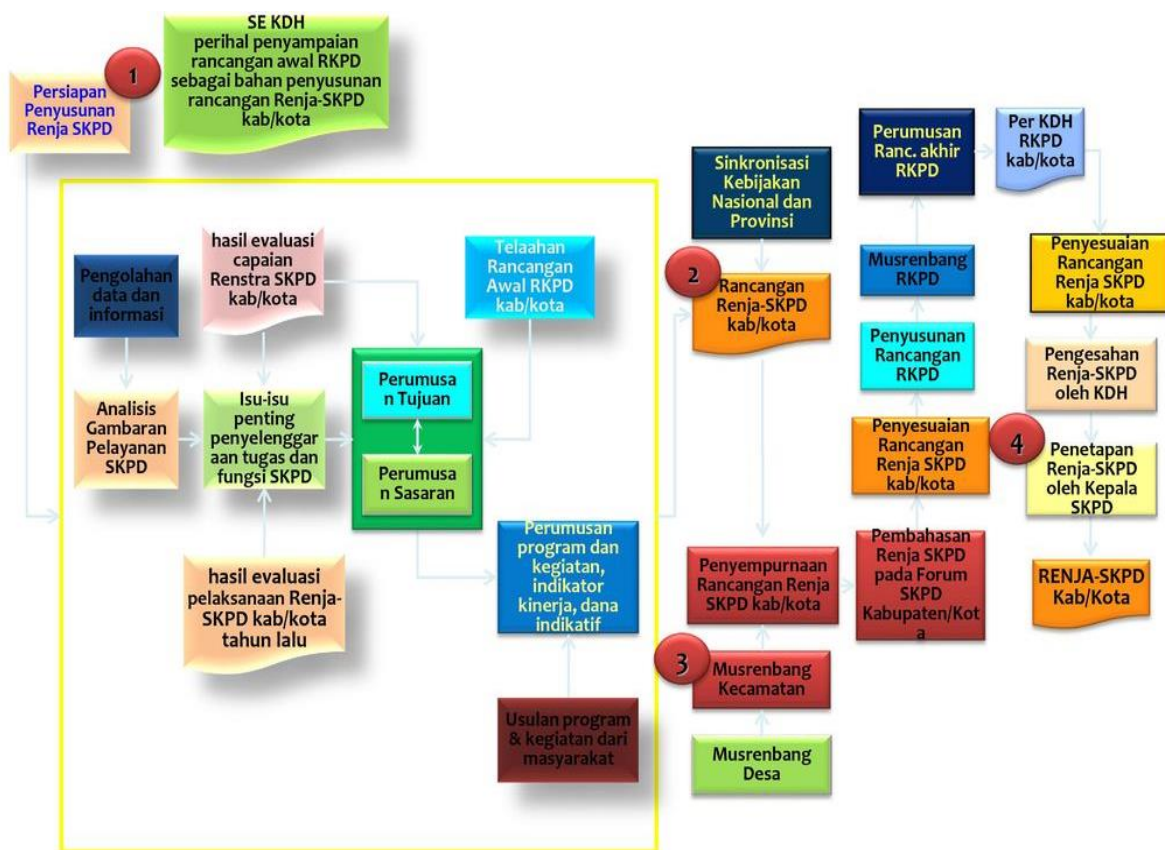 1
SE KDH
perihal penyampaian
rancangan awal RKPD
sebagai bahan penyusunan
rancangan Renja-SKPD
kab/kota
Persiapan
Penyusunan
Renja SKPD
Pengolahan
data dan
informasi
hasil evaluasi
capaian
Renstra SKPD
kab/kota
Telaahan
Rancangan
Awal RKPD
kab/kota
Analisis
Gambaran
Pelayanan
SKPD
Isu-isu
penting
penyelenggar
aan tugas dan
fungsi SKPD
Perumusa
n Tujuan
Perumusa
n Sasaran
hasil evaluasi
pelaksanaan Renja-
SKPD kab/kota
tahun lalu
Perumusan
program dan
kegiatan,
indikator
kinerja, dana
indikatif
Usulan program
& kegiatan dari
masyarakat
Sinkronisasi
Kebijakan
Nasional dan
Provinsi
2
Rancangan
Renja-SKPD
kab/kota
Penyempurnaan
Rancangan Renja
SKPD kab/kota
3
Musrenbang
Kecamatan
Musrenbang
Desa
Perumusan
Ranc. akhir
RKPD
Per KDH
RKPD
kab/kota
Musrenbang
RKPD
Penyusunan
Rancangan
RKPD
Penyesuaian
Rancangan
Renja SKPD
kab/kota
Pembahasan
Renja SKPD
pada Forum
SKPD
Kabupaten/Kot
a
Penyesuaian
Rancangan
Renja SKPD
kab/kota
Pengesahan
Renja-SKPD
oleh KDH
4
Penetapan
Renja-SKPD
oleh Kepala
SKPD
RENJA-SKPD
Kab/Kota